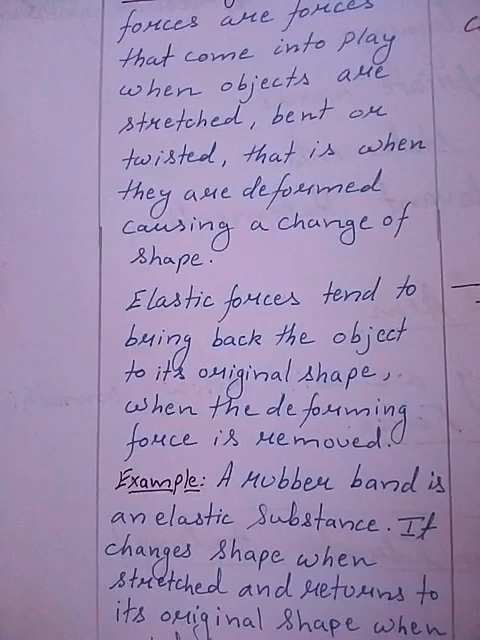 forces are forces
that come into play
when objects are
stretched, bent or
twisted, that is when
they are deformed
causing a change of
shape.
Elastic forces tend to
bring back the object
to its original shape,
when the deforming
force is removed.
Example: A rubber band is
an elastic substance. It
changes shape when
stretched and returns to
its original shape when